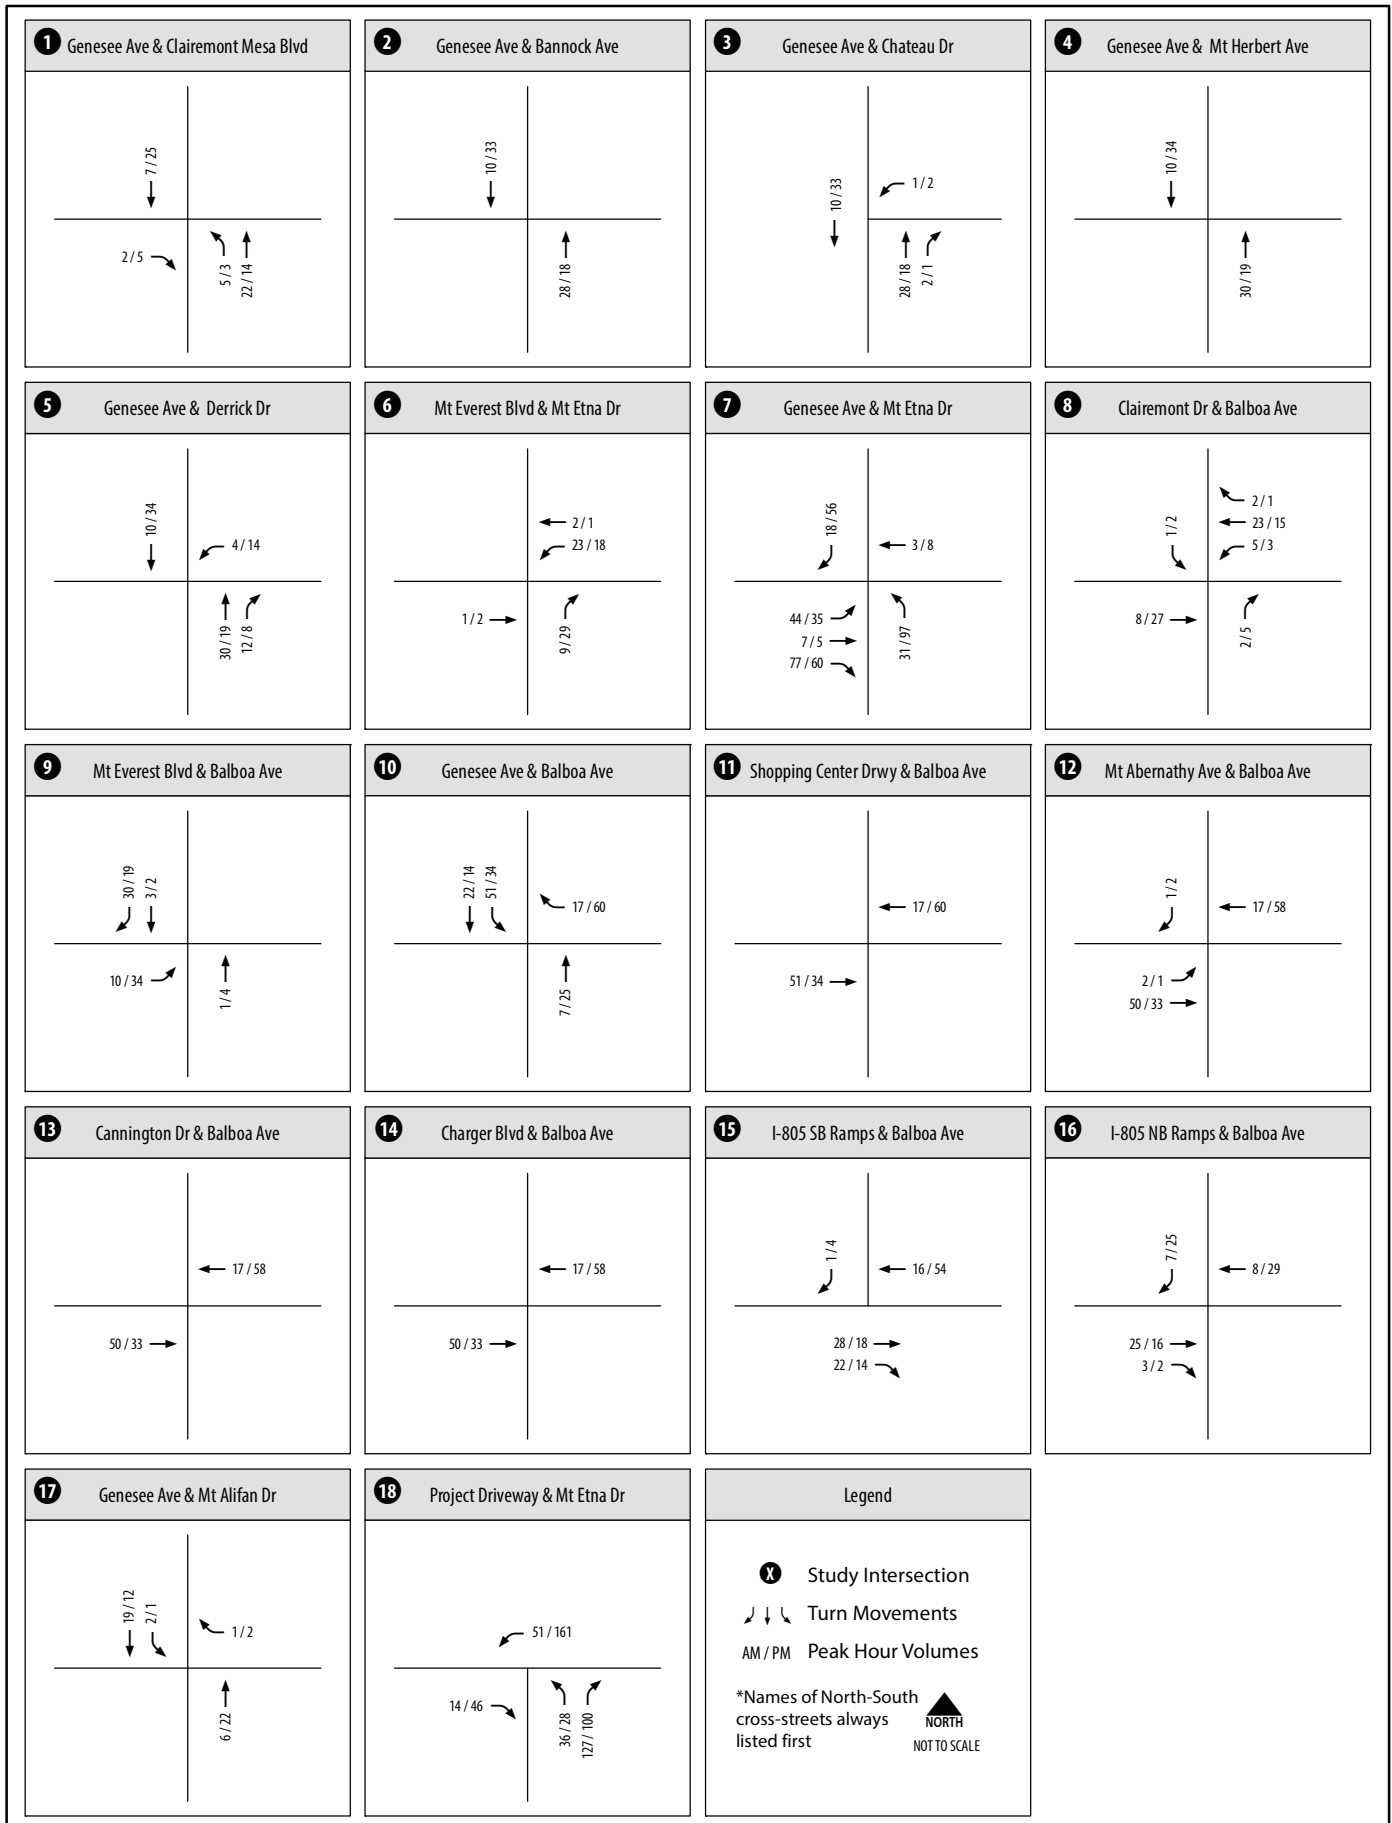 1 Genesee Ave & Clairemont Mesa Blvd
7 / 25
2 / 5
5 / 3
22 / 14
2 Genesee Ave & Bannock Ave
10 / 33
28 / 18
3 Genesee Ave & Chateau Dr
10 / 33
1 / 2
28 / 18
2 / 1
4 Genesee Ave & Mt Herbert Ave
10 / 34
30 / 19
5 Genesee Ave & Derrick Dr
10 / 34
4 / 14
30 / 19
12 / 8
6 Mt Everest Blvd & Mt Etna Dr
2 / 1
23 / 18
1 / 2
9 / 29
7 Genesee Ave & Mt Etna Dr
18 / 56
3 / 8
44 / 35
7 / 5
77 / 60
31 / 97
8 Clairemont Dr & Balboa Ave
1 / 2
2 / 1
23 / 15
5 / 3
8 / 27
2 / 5
9 Mt Everest Blvd & Balboa Ave
30 / 19
3 / 2
10 / 34
1 / 4
10 Genesee Ave & Balboa Ave
22 / 14
51 / 34
17 / 60
7 / 25
11 Shopping Center Drwy & Balboa Ave
17 / 60
51 / 34
12 Mt Abernathy Ave & Balboa Ave
1 / 2
17 / 58
2 / 1
50 / 33
13 Cannington Dr & Balboa Ave
17 / 58
50 / 33
14 Charger Blvd & Balboa Ave
17 / 58
50 / 33
15 I-805 SB Ramps & Balboa Ave
1 / 4
16 / 54
28 / 18
22 / 14
16 I-805 NB Ramps & Balboa Ave
7 / 25
8 / 29
25 / 16
3 / 2
17 Genesee Ave & Mt Alifan Dr
19 / 12
2 / 1
1 / 2
6 / 22
18 Project Driveway & Mt Etna Dr
51 / 161
14 / 46
36 / 28
127 / 100
Legend
X Study Intersection
Turn Movements
AM / PM Peak Hour Volumes
*Names of North-South
cross-streets always
listed first
NORTH
NOT TO SCALE